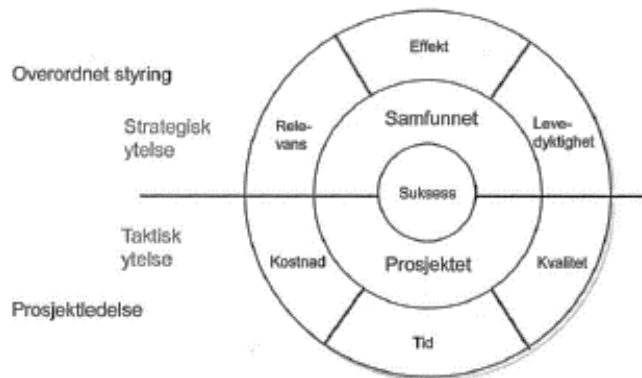 Effekt
Overordnet styring
Strategisk
ytelse
Rele-
vans
Samfunnet
Leve-
dyktighet
Suksess
Taktisk
ytelse
Kostnad
Prosjektet
Kvalitet
Prosjektledelse
Tid